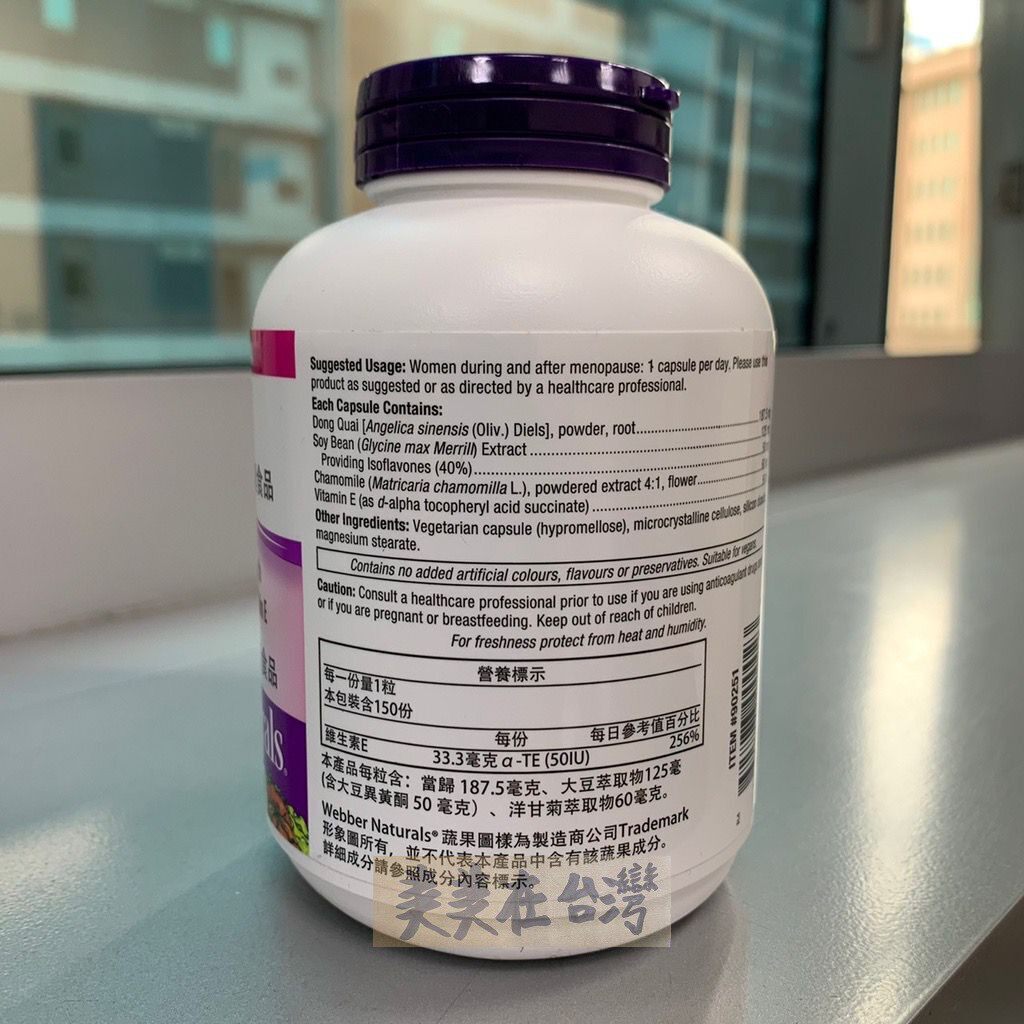 Suggested Usage: Women during and after menopause: 1 capsule per day. Please use this
product as suggested or as directed by a healthcare professional.
Each Capsule Contains:
Dong Quai [Angelica sinensis (Oliv.) Diels], powder, root
Soy Bean (Glycine max Merrill) Extract
Providing Isoflavones (40%)
Chamomile (Matricaria chamomilla L.), powdered extract 4:1, flower
Vitamin E (as d-alpha tocopheryl acid succinate)
Other Ingredients: Vegetarian capsule (hypromellose), microcrystalline cellulose, silicon
magnesium stearate.
Contains no added artificial colours, flavours or preservatives. Suitable for vegans.
Caution: Consult a healthcare professional prior to use if you are using anticoagulant drugs
or if you are pregnant or breastfeeding. Keep out of reach of children.
For freshness protect from heat and humidity.
食品
E
食品
als®
營養標示
每一份量1粒
本包裝含150份
每份 每日參考值百分比
維生素E 33.3毫克 α-TE (50IU) 256%
本產品每粒含：當歸 187.5毫克、大豆萃取物125毫
(含大豆異黃酮 50 毫克）、洋甘菊萃取物60毫克。
Webber Naturals® 蔬果圖樣為製造商公司Trademark
形象圖所有，並不代表本產品中含有該蔬果成分。
詳細成分請參照成分內容標示。
ITEM #90251
美美在台灣